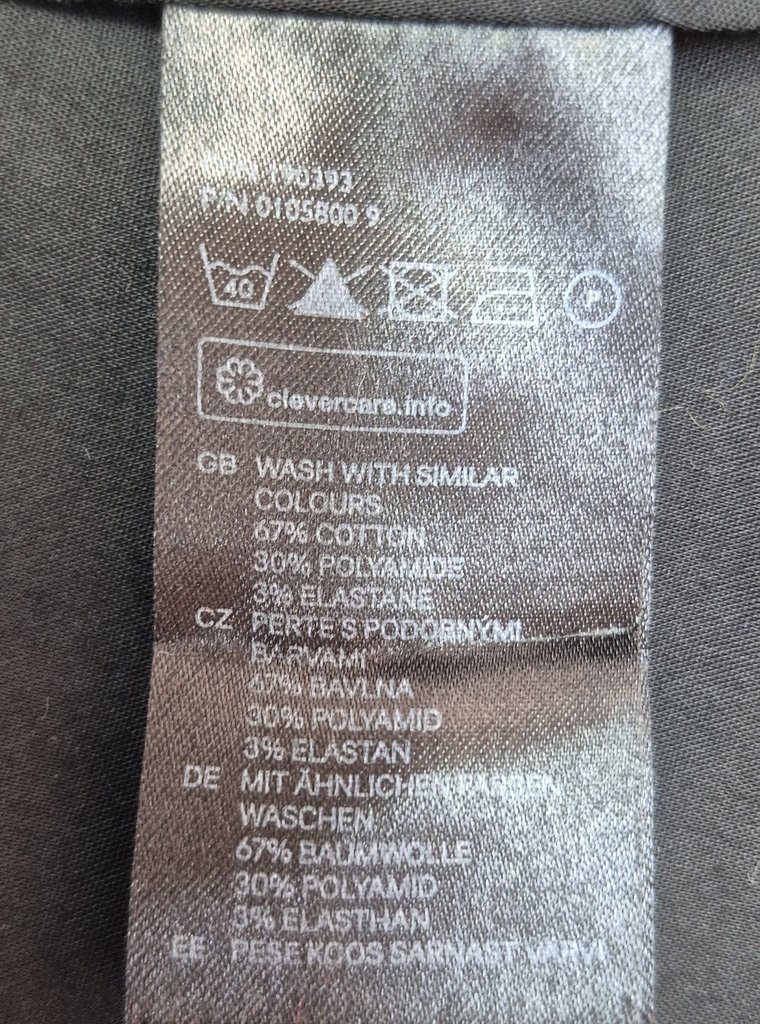 190393
P/N 0105800 9
40
P
clevercare.info
GB WASH WITH SIMILAR
COLOURS
67% COTTON
30% POLYAMIDE
3% ELASTANE
CZ PERTE S PODOBNÝMI
BARVAMI
67% BAVLNA
30% POLYAMID
3% ELASTAN
DE MIT ÄHNLICHEN FARBEN
WASCHEN
67% BAUMWOLLE
30% POLYAMID
3% ELASTHAN
EE PESE KOOS SARNAST VÄRVI